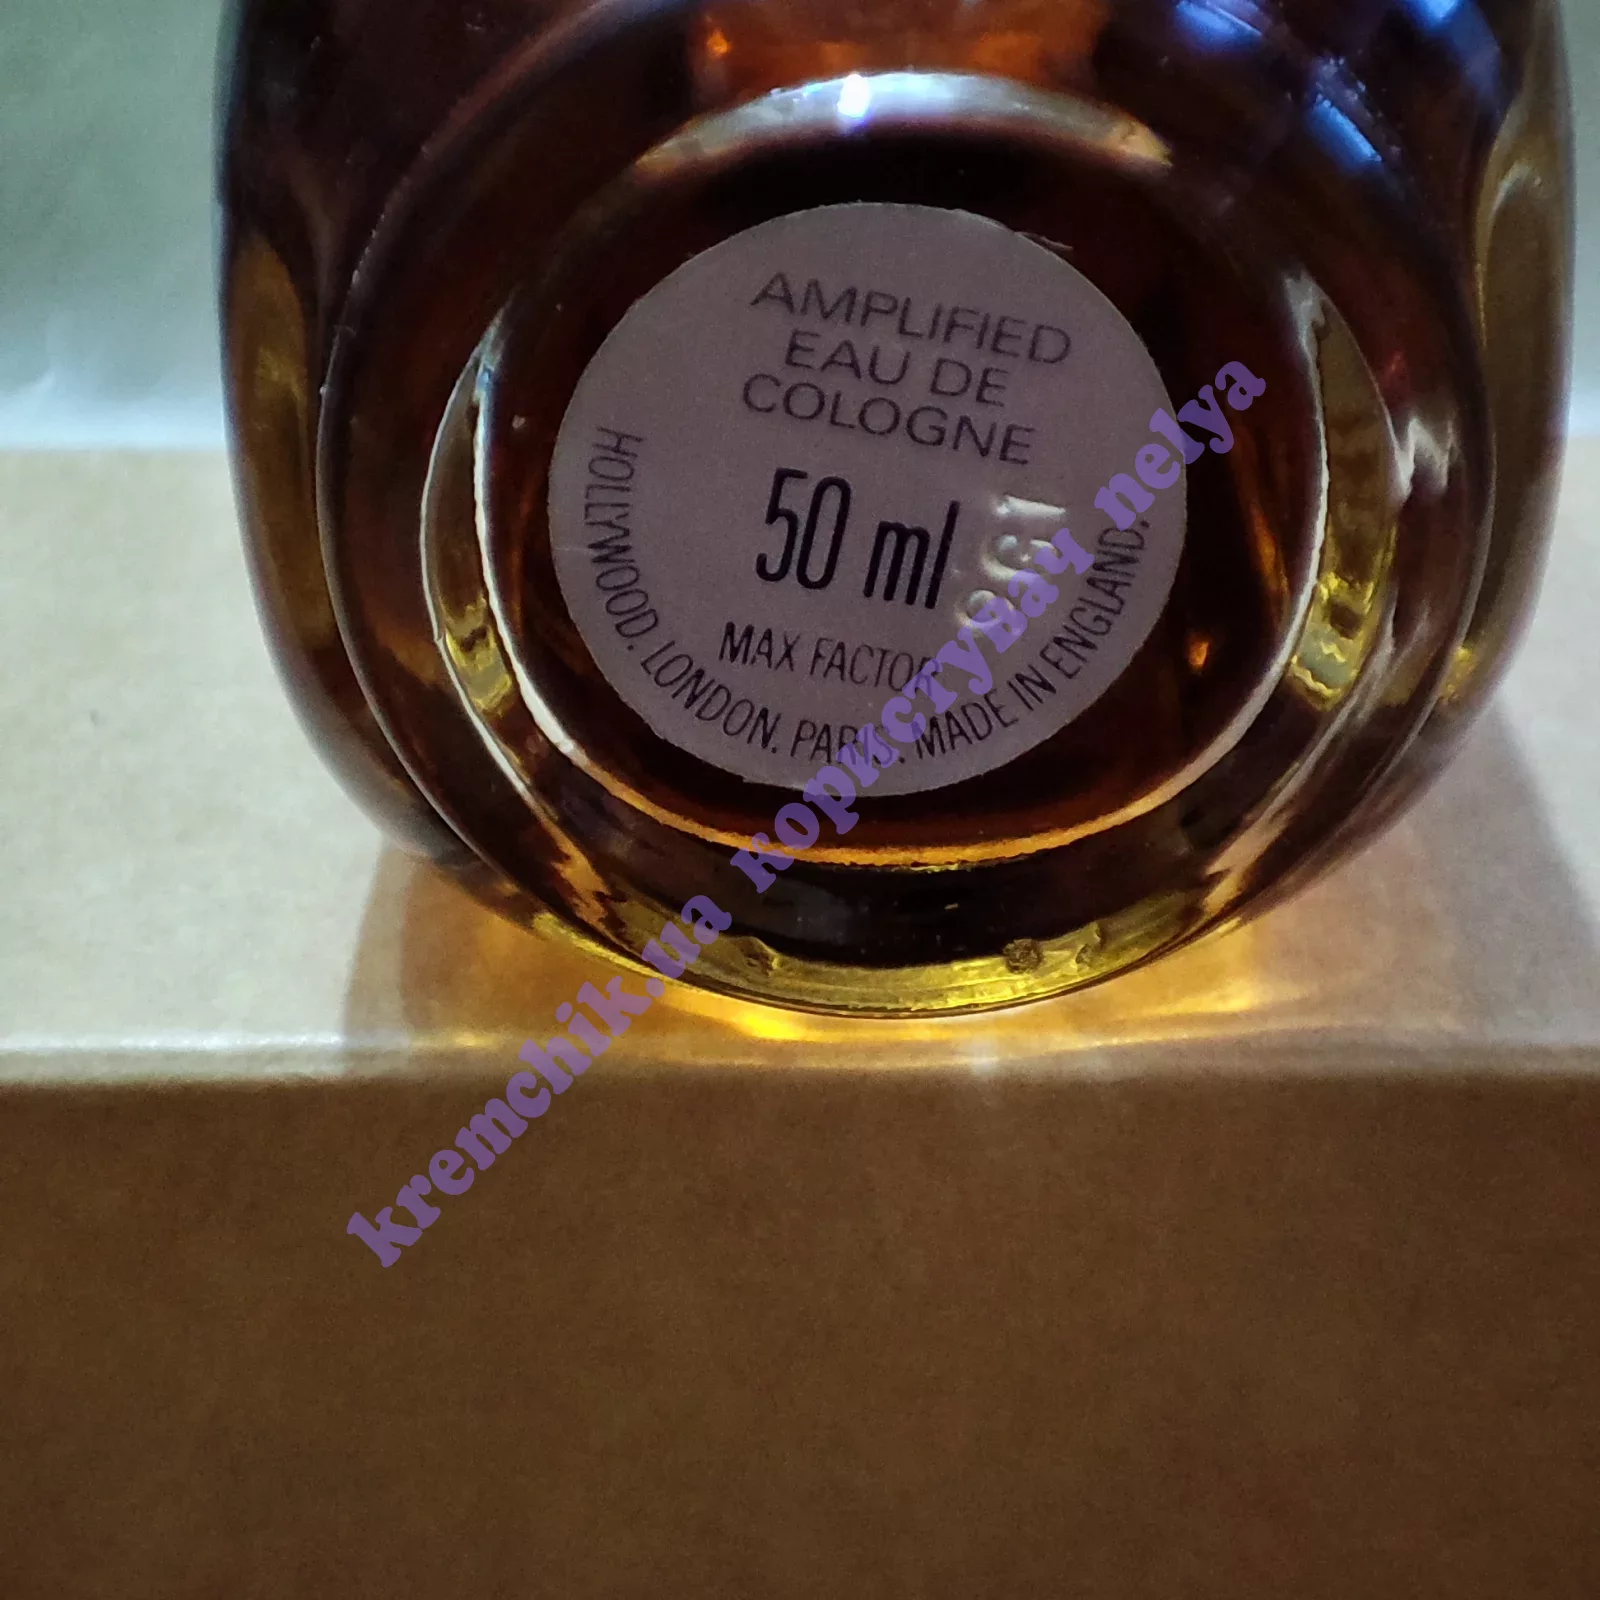 AMPLIFIED
EAU DE
COLOGNE
50 ml
MAX FACTOR
HOLLYWOOD. LONDON. PARIS. MADE IN ENGLAND.
kremchik.ua користувач nelya